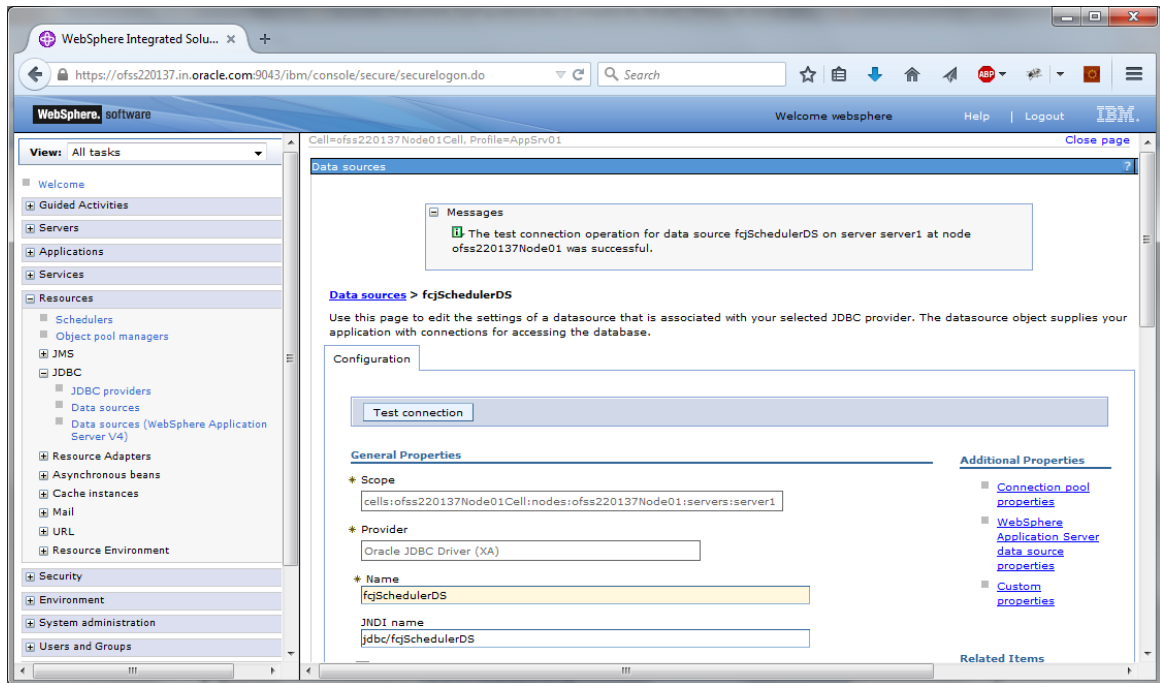 WebSphere Integrated Solu... ×
https://ofss220137.in.oracle.com:9043/ibm/console/secure/securelogon.do
Search
ABP
WebSphere. software
Welcome websphere
Help | Logout
IBM.
View: All tasks
Welcome
Guided Activities
Servers
Applications
Services
Resources
Schedulers
Object pool managers
JMS
JDBC
JDBC providers
Data sources
Data sources (WebSphere Application
Server V4)
Resource Adapters
Asynchronous beans
Cache instances
Mail
URL
Resource Environment
Security
Environment
System administration
Users and Groups
Cell=ofss220137Node01Cell, Profile=AppSrv01
Close page
Data sources
?
Messages
The test connection operation for data source fcjSchedulerDS on server server1 at node
ofss220137Node01 was successful.
Data sources > fcjSchedulerDS
Use this page to edit the settings of a datasource that is associated with your selected JDBC provider. The datasource object supplies your
application with connections for accessing the database.
Configuration
Test connection
General Properties
* Scope
cells:ofss220137Node01Cell:nodes:ofss220137Node01:servers:server1
* Provider
Oracle JDBC Driver (XA)
* Name
fcjSchedulerDS
JNDI name
jdbc/fcjSchedulerDS
Additional Properties
Connection pool
properties
WebSphere
Application Server
data source
properties
Custom
properties
Related Items